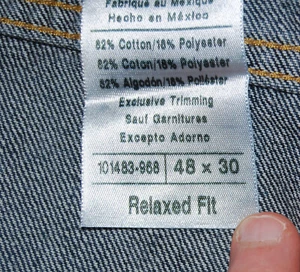 Fabriqué au Mexique
Hecho en México
82% Cotton/18% Polyester
82% Coton/18% Polyester
82% Algodón/18% Poliéster
Exclusive Trimming
Sauf Garnitures
Excepto Adorno
101483-968 48 x 30
Relaxed Fit